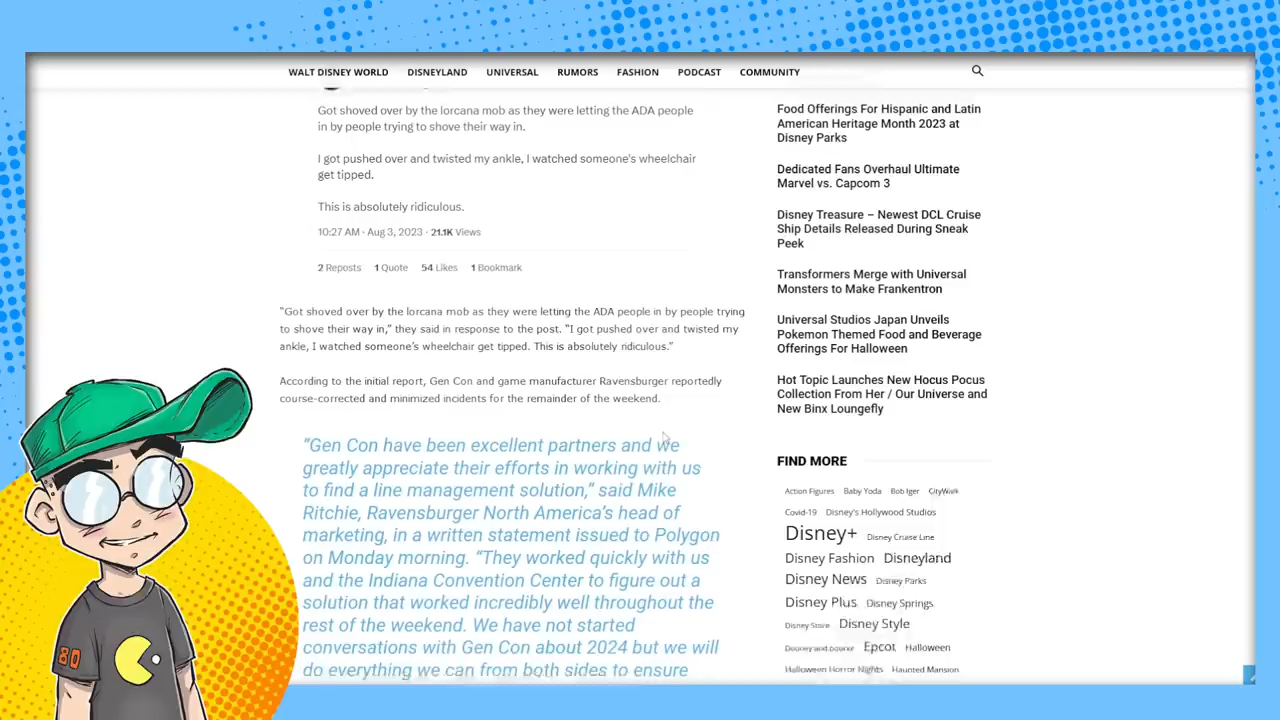 WALT DISNEY WORLD DISNEYLAND UNIVERSAL RUMORS FASHION PODCAST COMMUNITY
Got shoved over by the lorcana mob as they were letting the ADA people
in by people trying to shove their way in.
I got pushed over and twisted my ankle, I watched someone's wheelchair
get tipped.
This is absolutely ridiculous.
10:27 AM · Aug 3, 2023 · 21.1K Views
2 Reposts 1 Quote 54 Likes 1 Bookmark
"Got shoved over by the lorcana mob as they were letting the ADA people in by people trying
to shove their way in," they said in response to the post. "I got pushed over and twisted my
ankle, I watched someone's wheelchair get tipped. This is absolutely ridiculous."
According to the initial report, Gen Con and game manufacturer Ravensburger reportedly
course-corrected and minimized incidents for the remainder of the weekend.
"Gen Con have been excellent partners and we
greatly appreciate their efforts in working with us
to find a line management solution," said Mike
Ritchie, Ravensburger North America's head of
marketing, in a written statement issued to Polygon
on Monday morning. "They worked quickly with us
and the Indiana Convention Center to figure out a
solution that worked incredibly well throughout the
rest of the weekend. We have not started
conversations with Gen Con about 2024 but we will
do everything we can from both sides to ensure
Food Offerings For Hispanic and Latin
American Heritage Month 2023 at
Disney Parks
Dedicated Fans Overhaul Ultimate
Marvel vs. Capcom 3
Disney Treasure – Newest DCL Cruise
Ship Details Released During Sneak
Peek
Transformers Merge with Universal
Monsters to Make Frankentron
Universal Studios Japan Unveils
Pokemon Themed Food and Beverage
Offerings For Halloween
Hot Topic Launches New Hocus Pocus
Collection From Her / Our Universe and
New Binx Loungefly
FIND MORE
Action Figures Baby Yoda Bob Iger CityWalk
Covid-19 Disney's Hollywood Studios
Disney+ Disney Cruise Line
Disney Fashion Disneyland
Disney News Disney Parks
Disney Plus Disney Springs
Disney Store Disney Style
Epcot Halloween
Halloween Horror Nights Haunted Mansion
80